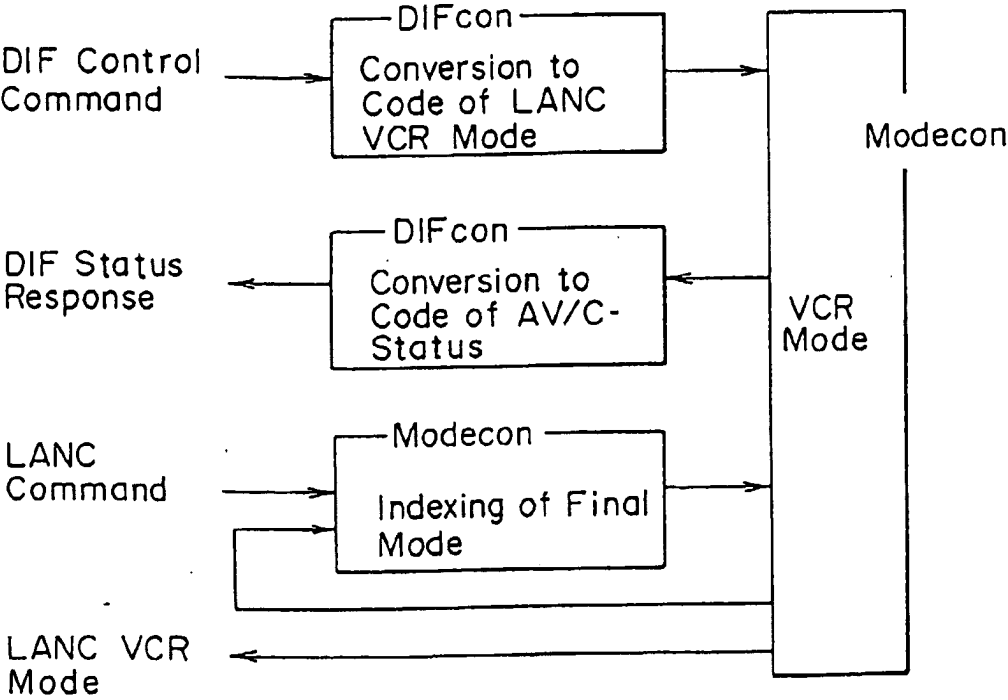 DIFcon
DIF Control
Command
Conversion to
Code of LANC
VCR Mode
Modecon
DIFcon
DIF Status
Response
Conversion to
Code of AV/C-
Status
VCR
Mode
Modecon
LANC
Command
Indexing of Final
Mode
LANC VCR
Mode